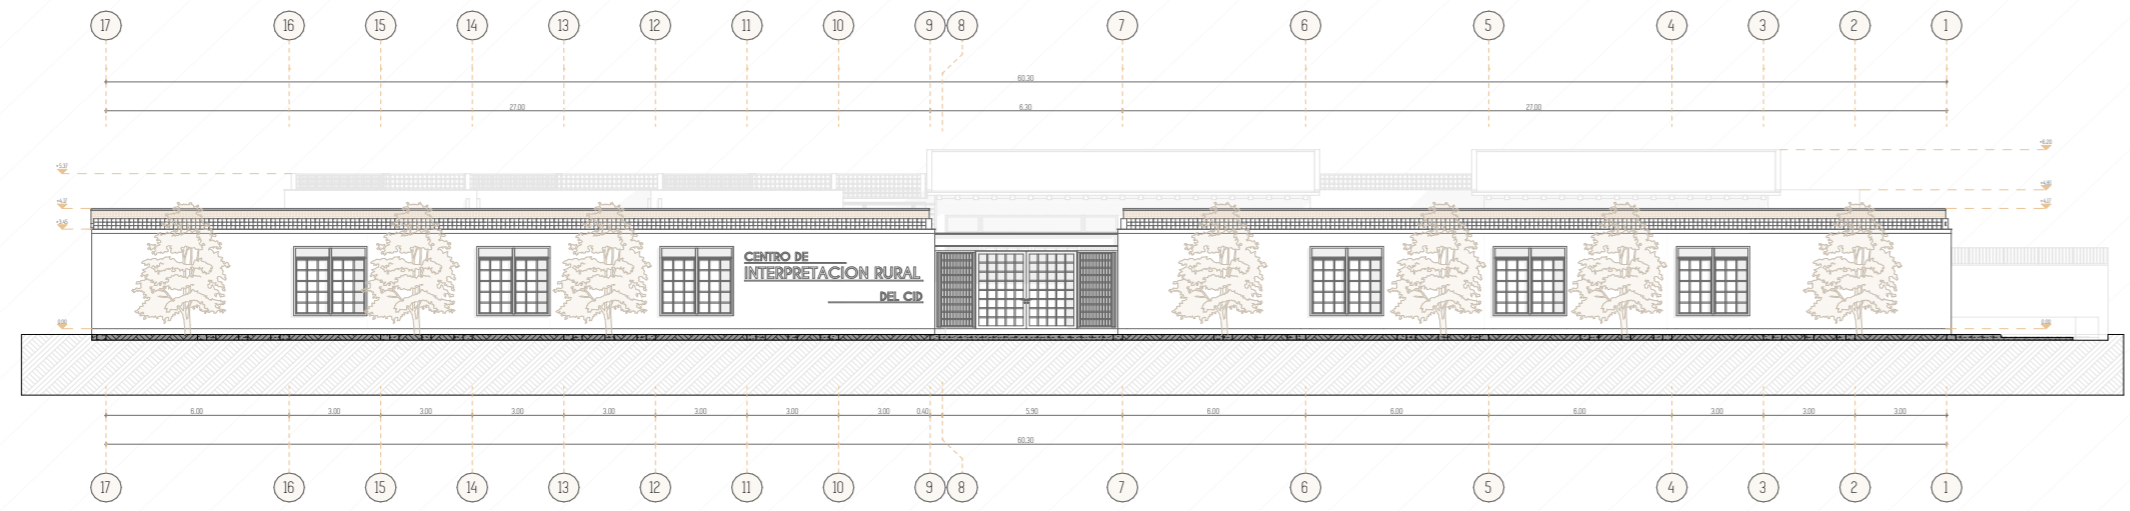 17 16 15 14 13 12 11 10 9 8 7 6 5 4 3 2 1
60.30
27.00 6.30 27.00
CENTRO DE
INTERPRETACION RURAL
DEL CID
6.00 3.00 3.00 3.00 3.00 3.00 3.00 3.00 0.40 5.90 6.00 6.00 6.00 3.00 3.00 3.00
60.30
17 16 15 14 13 12 11 10 9 8 7 6 5 4 3 2 1